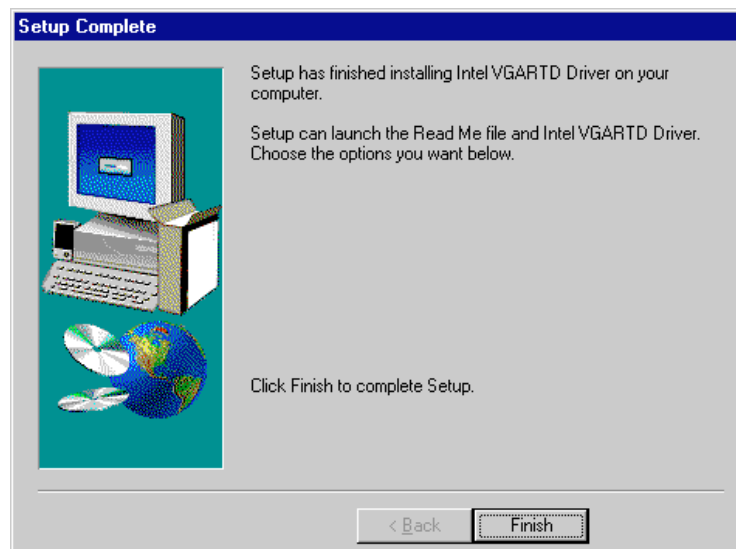 Setup Complete
Setup has finished installing Intel VGARTD Driver on your
computer.
Setup can launch the Read Me file and Intel VGARTD Driver.
Choose the options you want below.
Click Finish to complete Setup.
< Back
Finish